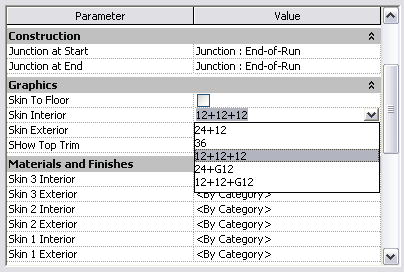 Parameter Value
Construction
Junction at Start Junction : End-of-Run
Junction at End Junction : End-of-Run
Graphics
Skin To Floor
Skin Interior 12+12+12
Skin Exterior 24+12
SHow Top Trim 36
12+12+12
Materials and Finishes 24+G12
Skin 3 Interior 12+12+G12
Skin 3 Exterior <By Category>
Skin 2 Interior <By Category>
Skin 2 Exterior <By Category>
Skin 1 Interior <By Category>
Skin 1 Exterior <By Category>